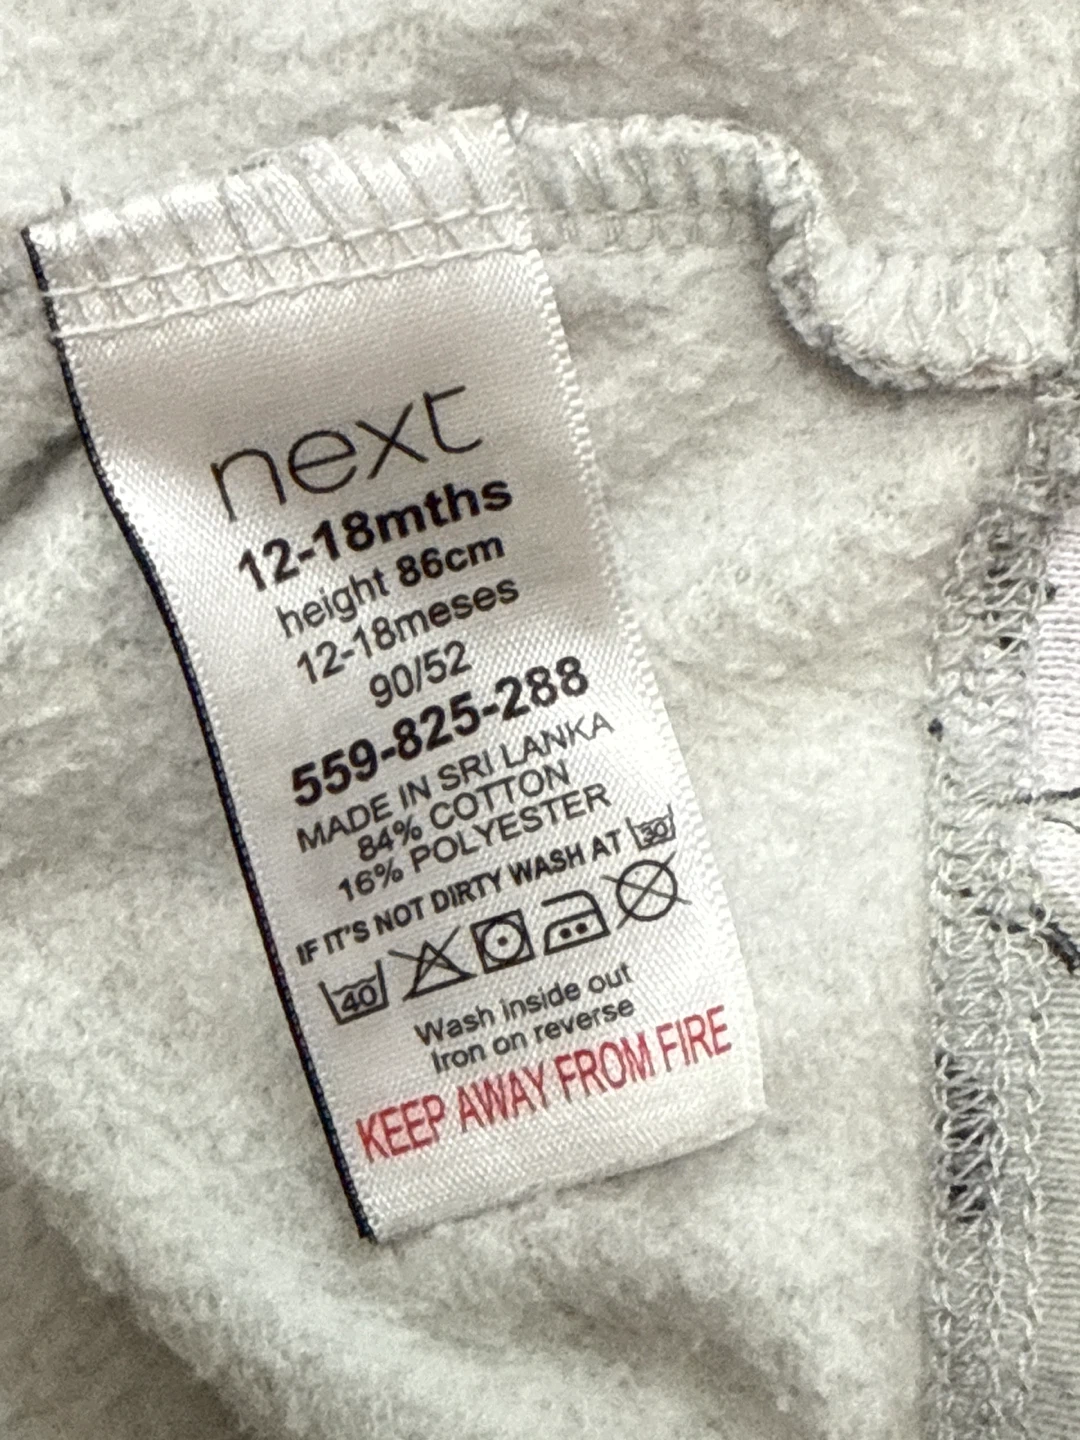 next
12-18mths
height 86cm
12-18meses
90/52
559-825-288
MADE IN SRI LANKA
84% COTTON
16% POLYESTER
IF IT'S NOT DIRTY WASH AT 30
40
Wash inside out
Iron on reverse
KEEP AWAY FROM FIRE